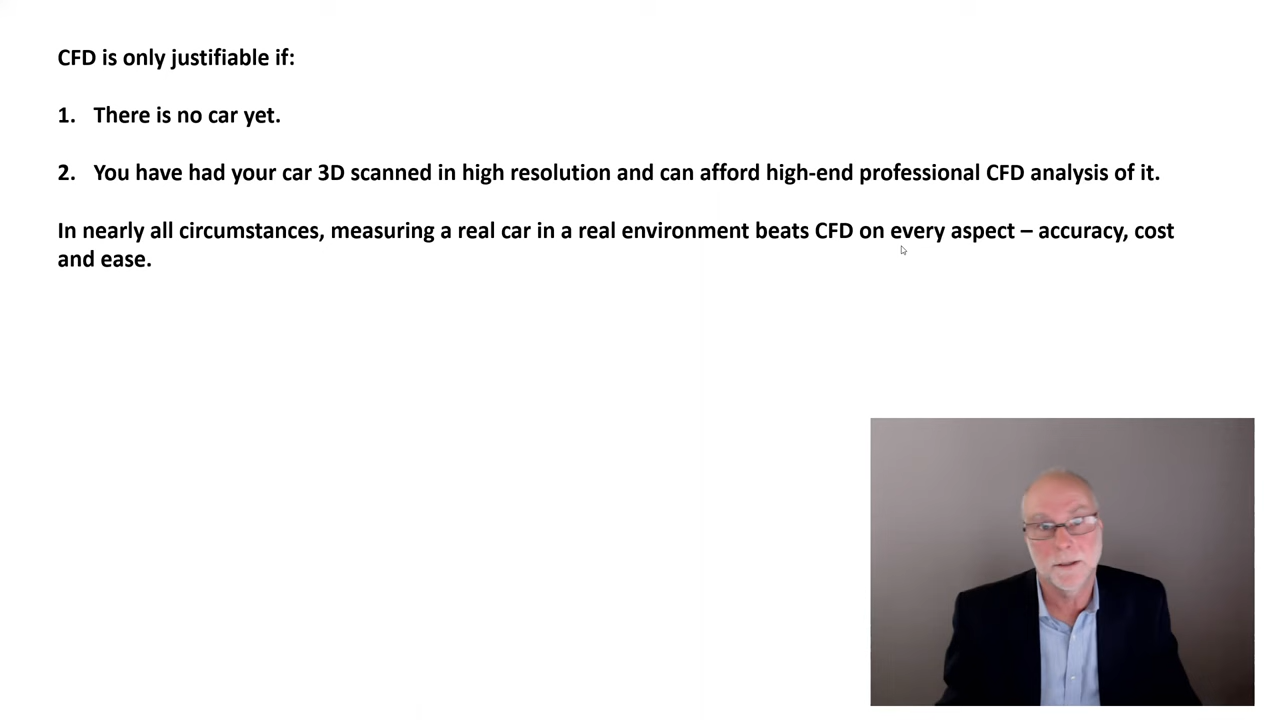 CFD is only justifiable if:
1. There is no car yet.
2. You have had your car 3D scanned in high resolution and can afford high-end professional CFD analysis of it.
In nearly all circumstances, measuring a real car in a real environment beats CFD on every aspect – accuracy, cost
and ease.